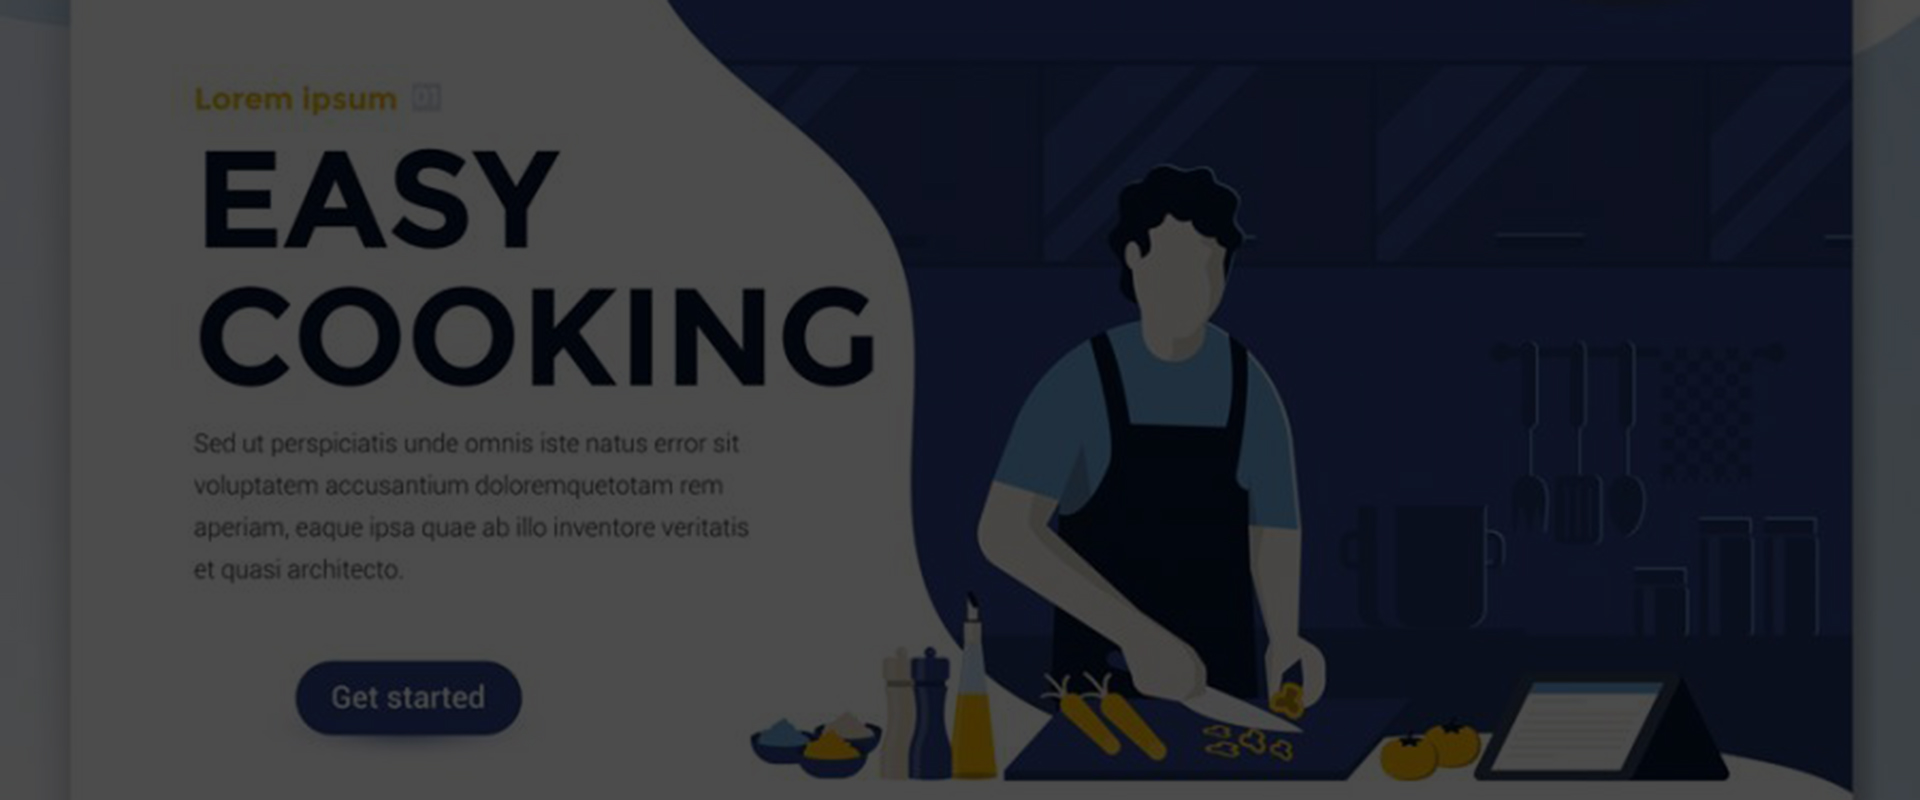 Lorem ipsum
EASY
COOKING
Sed ut perspiciatis unde omnis iste natus error sit
voluptatem accusantium doloremquetotam rem
aperiam, eaque ipsa quae ab illo inventore veritatis
et quasi architecto.
Get started